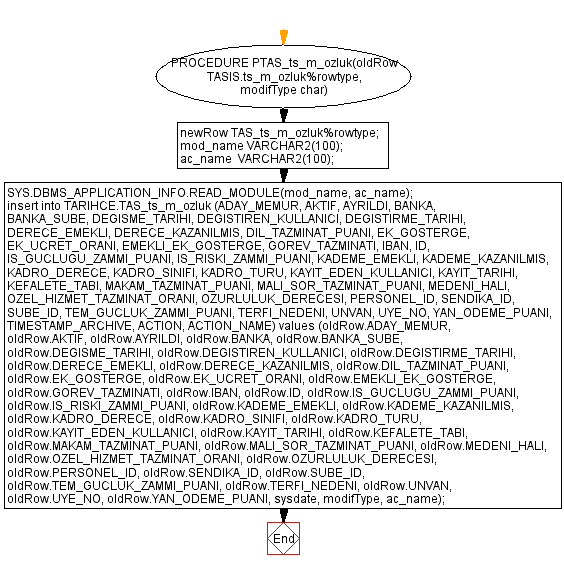 PROCEDURE PTAS_ts_m_ozluk(oldRow
TASIS.ts_m_ozluk%rowtype,
modifType char)
newRow TAS_ts_m_ozluk%rowtype;
mod_name VARCHAR2(100);
ac_name VARCHAR2(100);
SYS.DBMS_APPLICATION_INFO.READ_MODULE(mod_name, ac_name);
insert into TARIHCE.TAS_ts_m_ozluk (ADAY_MEMUR, AKTIF, AYRILDI, BANKA,
BANKA_SUBE, DEGISME_TARIHI, DEGISTIREN_KULLANICI, DEGISTIRME_TARIHI,
DERECE_EMEKLI, DERECE_KAZANILMIS, DIL_TAZMINAT_PUANI, EK_GOSTERGE,
EK_UCRET_ORANI, EMEKLI_EK_GOSTERGE, GOREV_TAZMINATI, IBAN, ID,
IS_GUCLUGU_ZAMMI_PUANI, IS_RISKI_ZAMMI_PUANI, KADEME_EMEKLI, KADEME_KAZANILMIS,
KADRO_DERECE, KADRO_SINIFI, KADRO_TURU, KAYIT_EDEN_KULLANICI, KAYIT_TARIHI,
KEFALETE_TABI, MAKAM_TAZMINAT_PUANI, MALI_SOR_TAZMINAT_PUANI, MEDENI_HALI,
OZEL_HIZMET_TAZMINAT_ORANI, OZURLULUK_DERECESI, PERSONEL_ID, SENDIKA_ID,
SUBE_ID, TEM_GUCLUK_ZAMMI_PUANI, TERFI_NEDENI, UNVAN, UYE_NO, YAN_ODEME_PUANI,
TIMESTAMP_ARCHIVE, ACTION, ACTION_NAME) values (oldRow.ADAY_MEMUR,
oldRow.AKTIF, oldRow.AYRILDI, oldRow.BANKA, oldRow.BANKA_SUBE,
oldRow.DEGISME_TARIHI, oldRow.DEGISTIREN_KULLANICI, oldRow.DEGISTIRME_TARIHI,
oldRow.DERECE_EMEKLI, oldRow.DERECE_KAZANILMIS, oldRow.DIL_TAZMINAT_PUANI,
oldRow.EK_GOSTERGE, oldRow.EK_UCRET_ORANI, oldRow.EMEKLI_EK_GOSTERGE,
oldRow.GOREV_TAZMINATI, oldRow.IBAN, oldRow.ID, oldRow.IS_GUCLUGU_ZAMMI_PUANI,
oldRow.IS_RISKI_ZAMMI_PUANI, oldRow.KADEME_EMEKLI, oldRow.KADEME_KAZANILMIS,
oldRow.KADRO_DERECE, oldRow.KADRO_SINIFI, oldRow.KADRO_TURU,
oldRow.KAYIT_EDEN_KULLANICI, oldRow.KAYIT_TARIHI, oldRow.KEFALETE_TABI,
oldRow.MAKAM_TAZMINAT_PUANI, oldRow.MALI_SOR_TAZMINAT_PUANI, oldRow.MEDENI_HALI,
oldRow.OZEL_HIZMET_TAZMINAT_ORANI, oldRow.OZURLULUK_DERECESI,
oldRow.PERSONEL_ID, oldRow.SENDIKA_ID, oldRow.SUBE_ID,
oldRow.TEM_GUCLUK_ZAMMI_PUANI, oldRow.TERFI_NEDENI, oldRow.UNVAN,
oldRow.UYE_NO, oldRow.YAN_ODEME_PUANI, sysdate, modifType, ac_name);
End